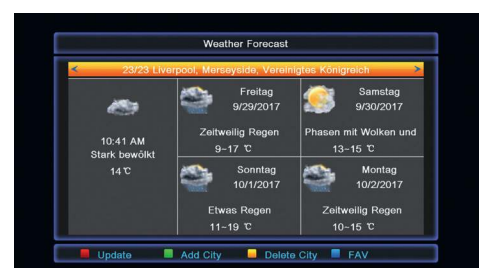 Weather Forecast
23/23 Liverpool, Merseyside, Vereinigtes Königreich
10:41 AM
Stark bewölkt
14 ℃
Freitag
9/29/2017
Zeitweilig Regen
9~17 ℃
Samstag
9/30/2017
Phasen mit Wolken und
13~15 ℃
Sonntag
10/1/2017
Etwas Regen
11~19 ℃
Montag
10/2/2017
Zeitweilig Regen
10~15 ℃
Update Add City Delete City FAV